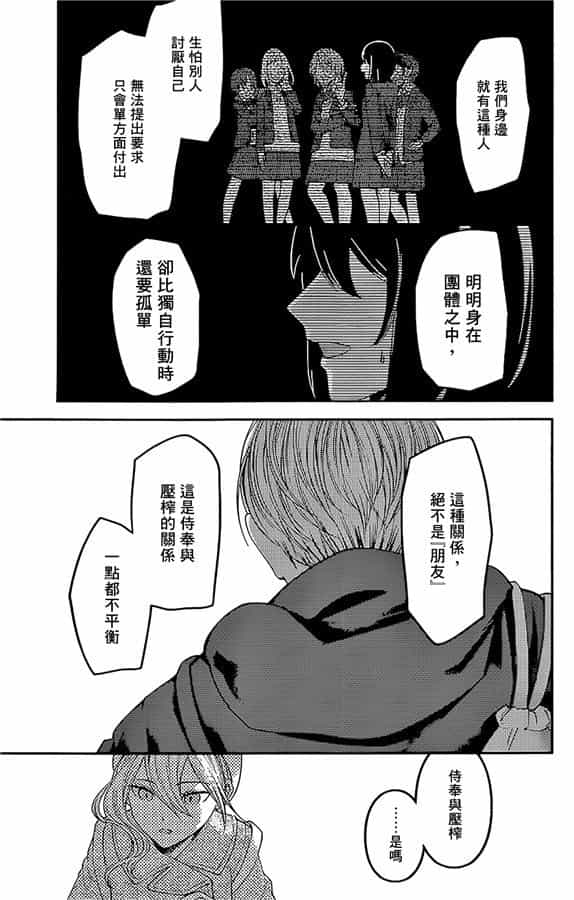 我們身邊
就有這種人
生怕別人
討厭自己
無法提出要求
只會單方面付出
明明身在
團體之中，
卻比獨自行動時
還要孤單
這種關係，
絕不是『朋友』
這是侍奉與
壓榨的關係
一點都不平衡
侍奉與壓榨
……是嗎